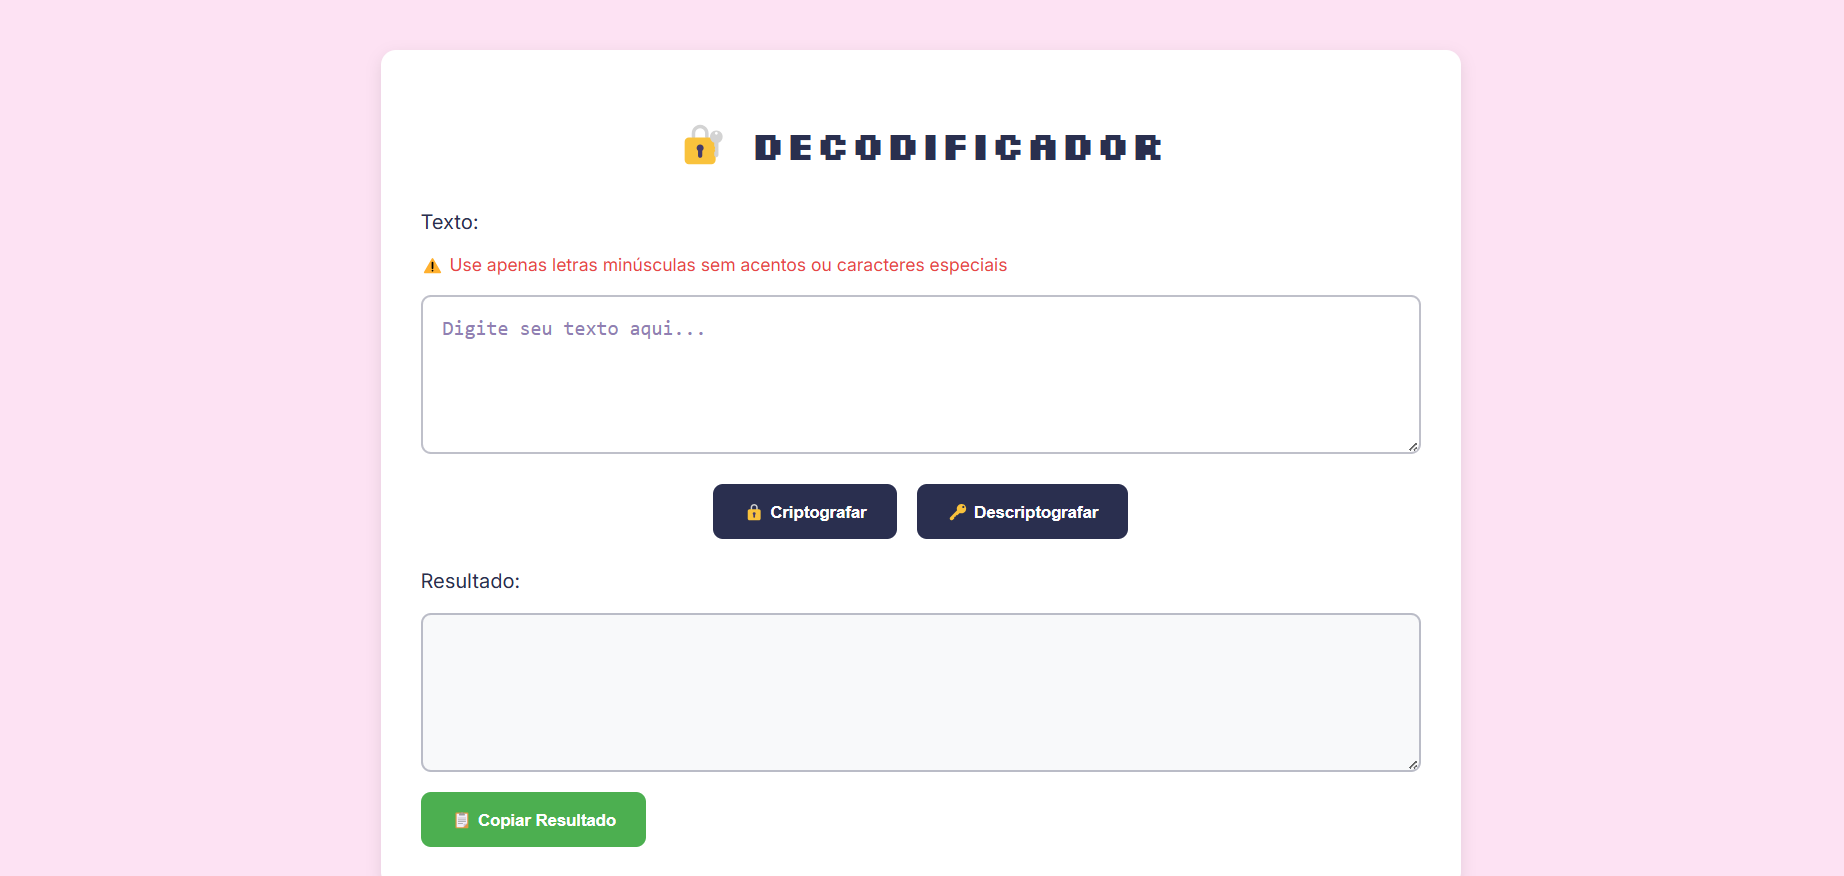 DECODIFICADOR
Texto:
Use apenas letras minúsculas sem acentos ou caracteres especiais
Digite seu texto aqui...
Criptografar
Descriptografar
Resultado:
Copiar Resultado